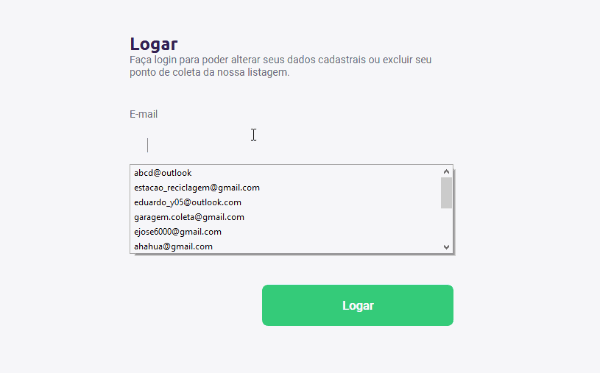 Logar
Faça login para poder alterar seus dados cadastrais ou excluir seu
ponto de coleta da nossa listagem.
E-mail
abcd@outlook
estacao_reciclagem@gmail.com
eduardo_y05@outlook.com
garagem.coleta@gmail.com
ejose6000@gmail.com
ahahua@gmail.com
Logar